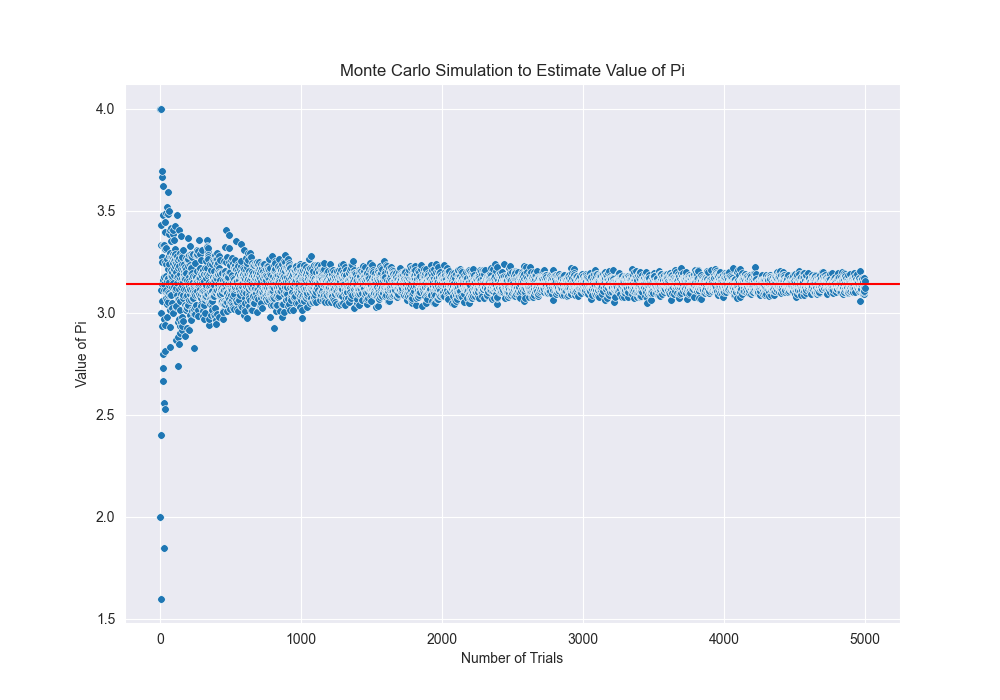 Monte Carlo Simulation to Estimate Value of Pi
4.0
3.5
3.0
2.5
2.0
1.5
Value of Pi
0 1000 2000 3000 4000 5000
Number of Trials